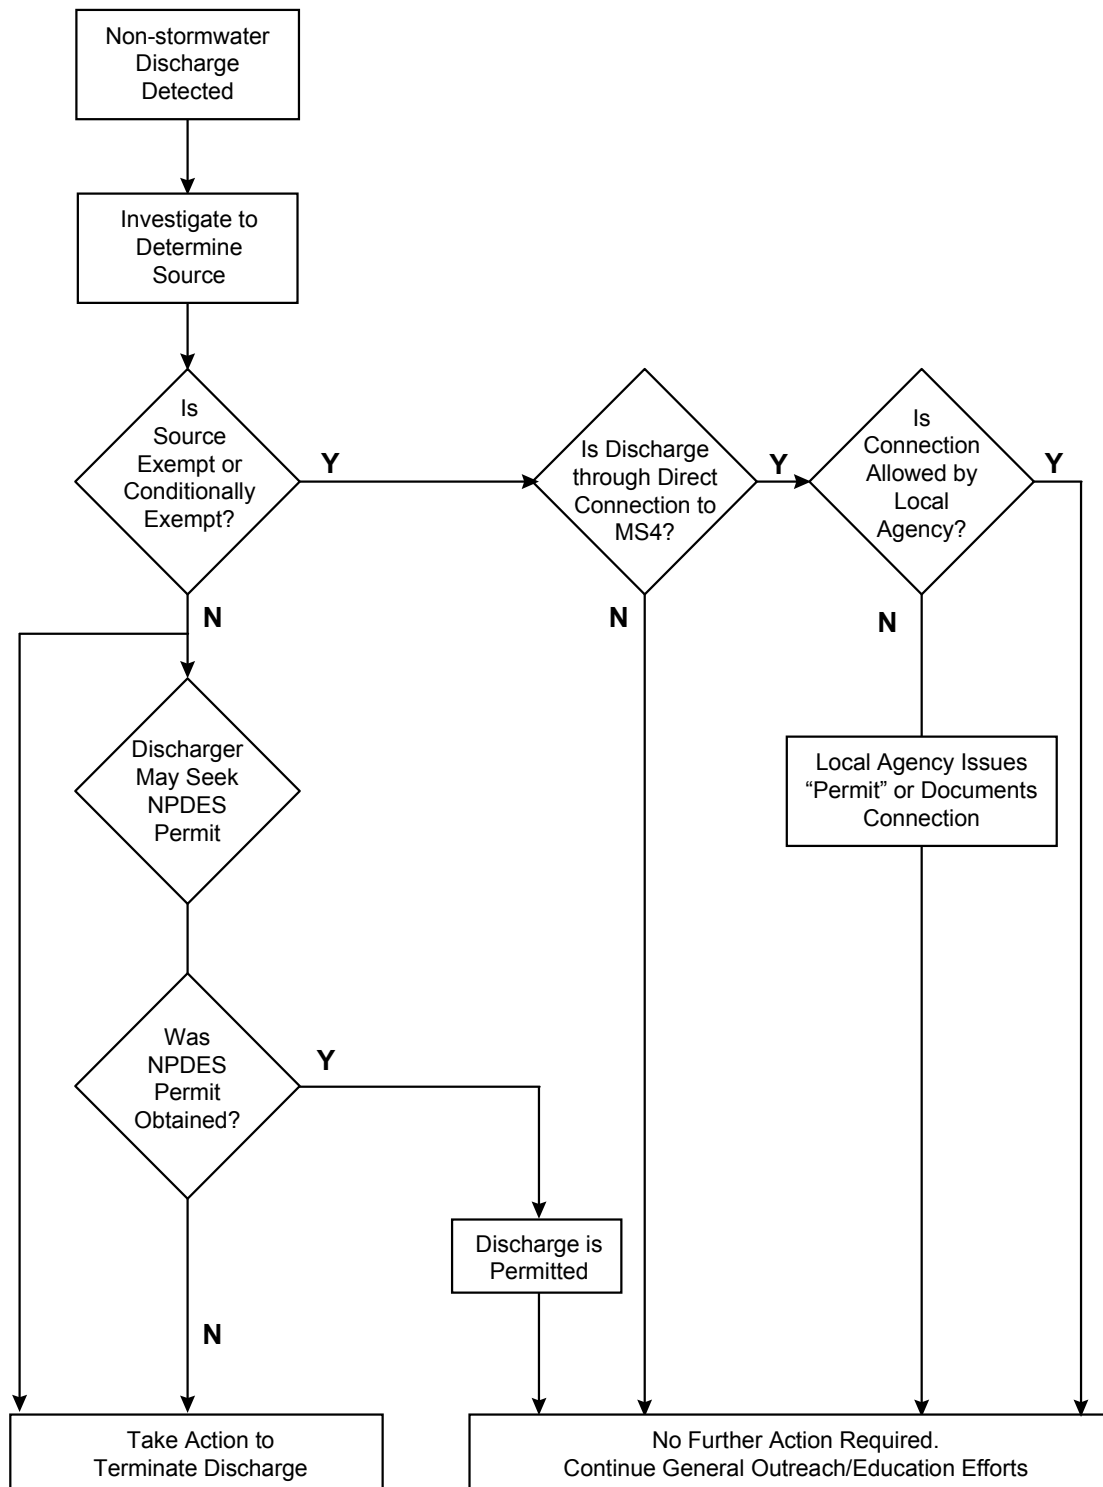 Non-stormwater
Discharge
Detected
Investigate to
Determine
Source
Is
Source
Exempt or
Conditionally
Exempt?
Y
Is Discharge
through Direct
Connection to
MS4?
Y
Is
Connection
Allowed by
Local
Agency?
Y
N
N
N
Discharger
May Seek
NPDES
Permit
Local Agency Issues
“Permit” or Documents
Connection
Was
NPDES
Permit
Obtained?
Y
Discharge is
Permitted
N
Take Action to
Terminate Discharge
No Further Action Required.
Continue General Outreach/Education Efforts